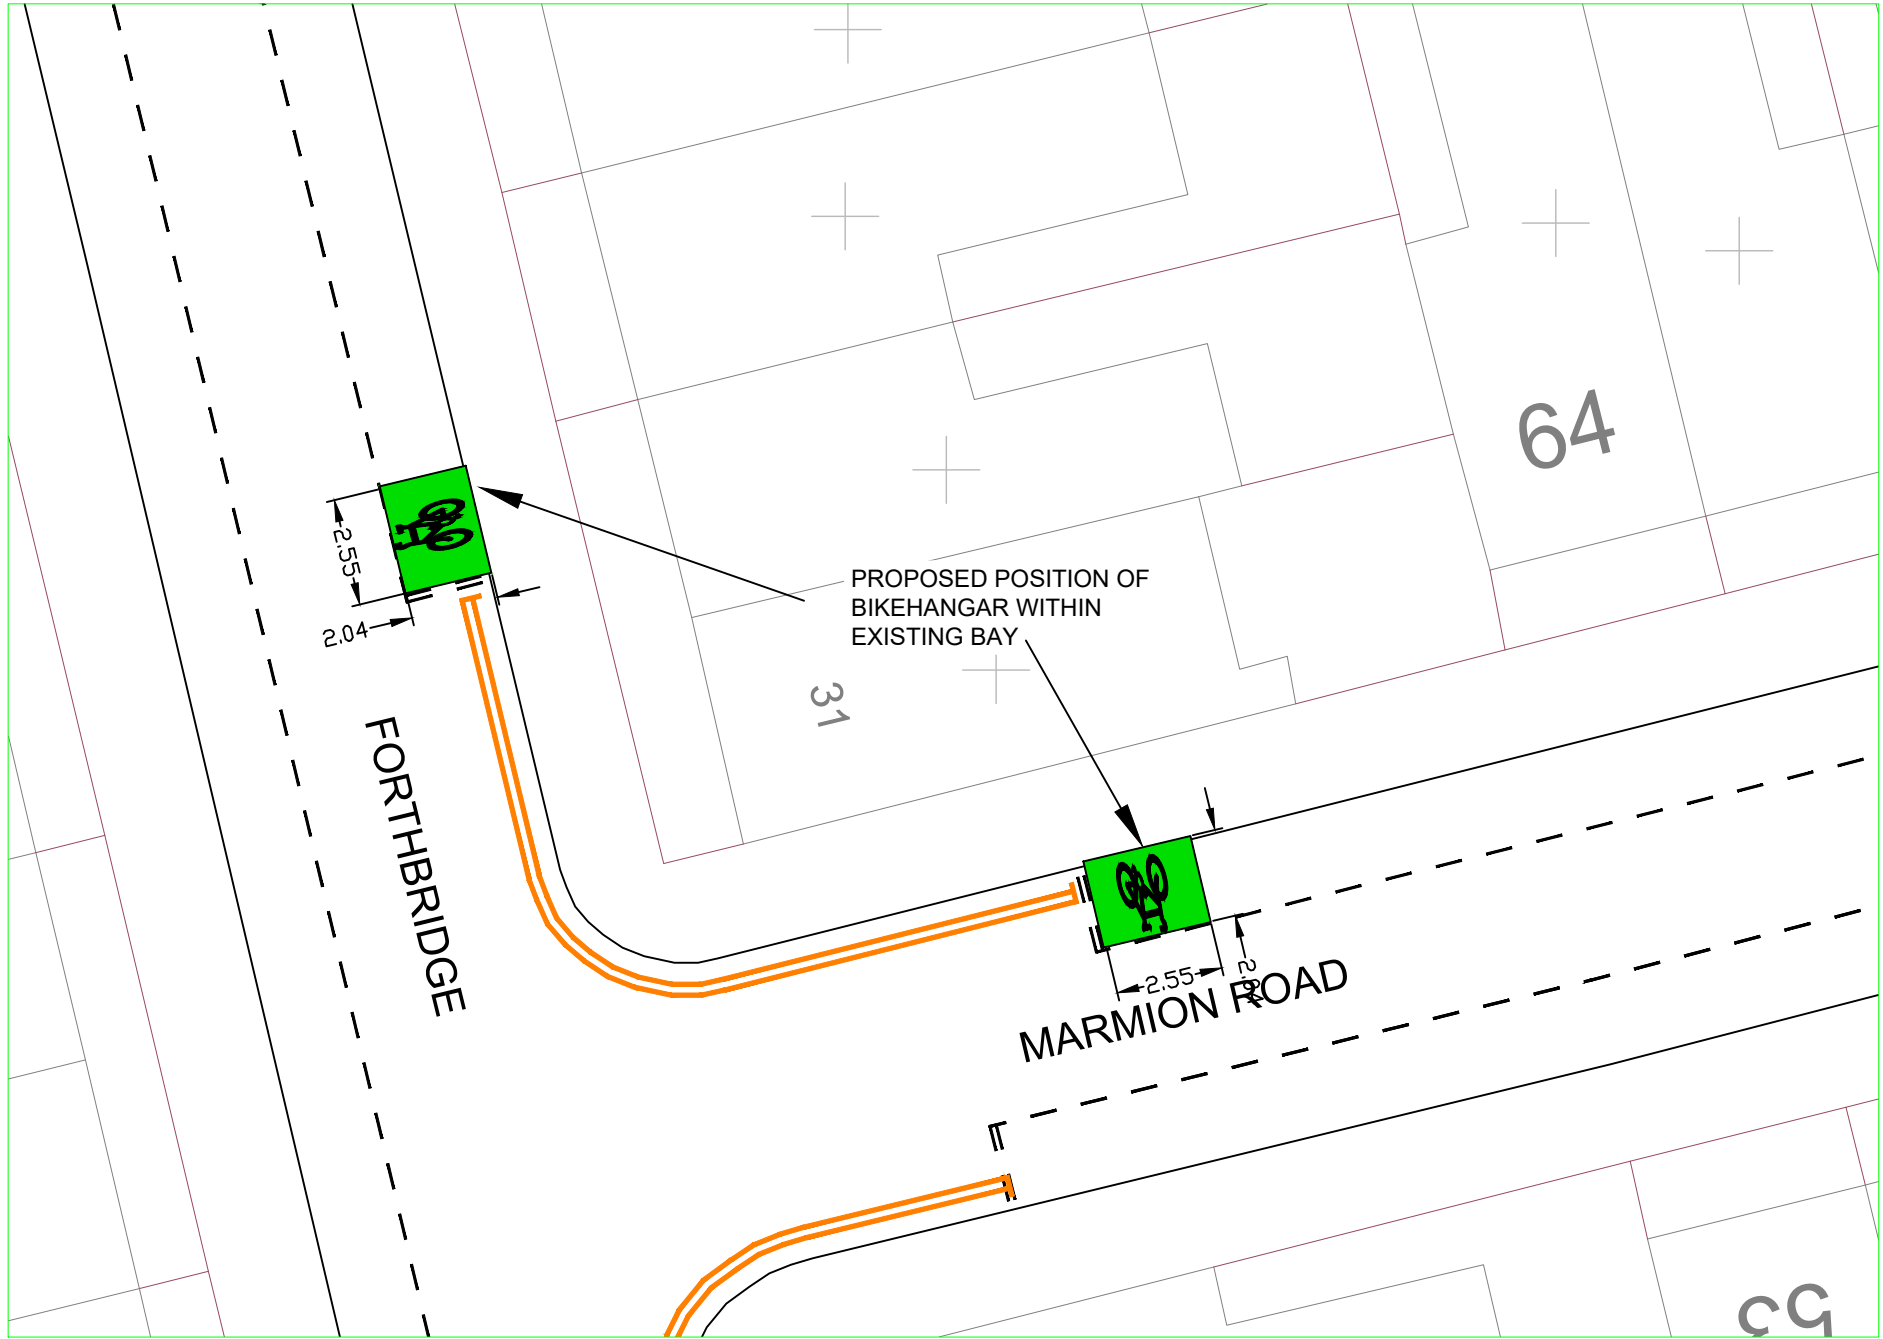 64
2.55
PROPOSED POSITION OF
BIKEHANGAR WITHIN
EXISTING BAY
2.04
31
FORTHBRIDGE
2.55
MARMION ROAD